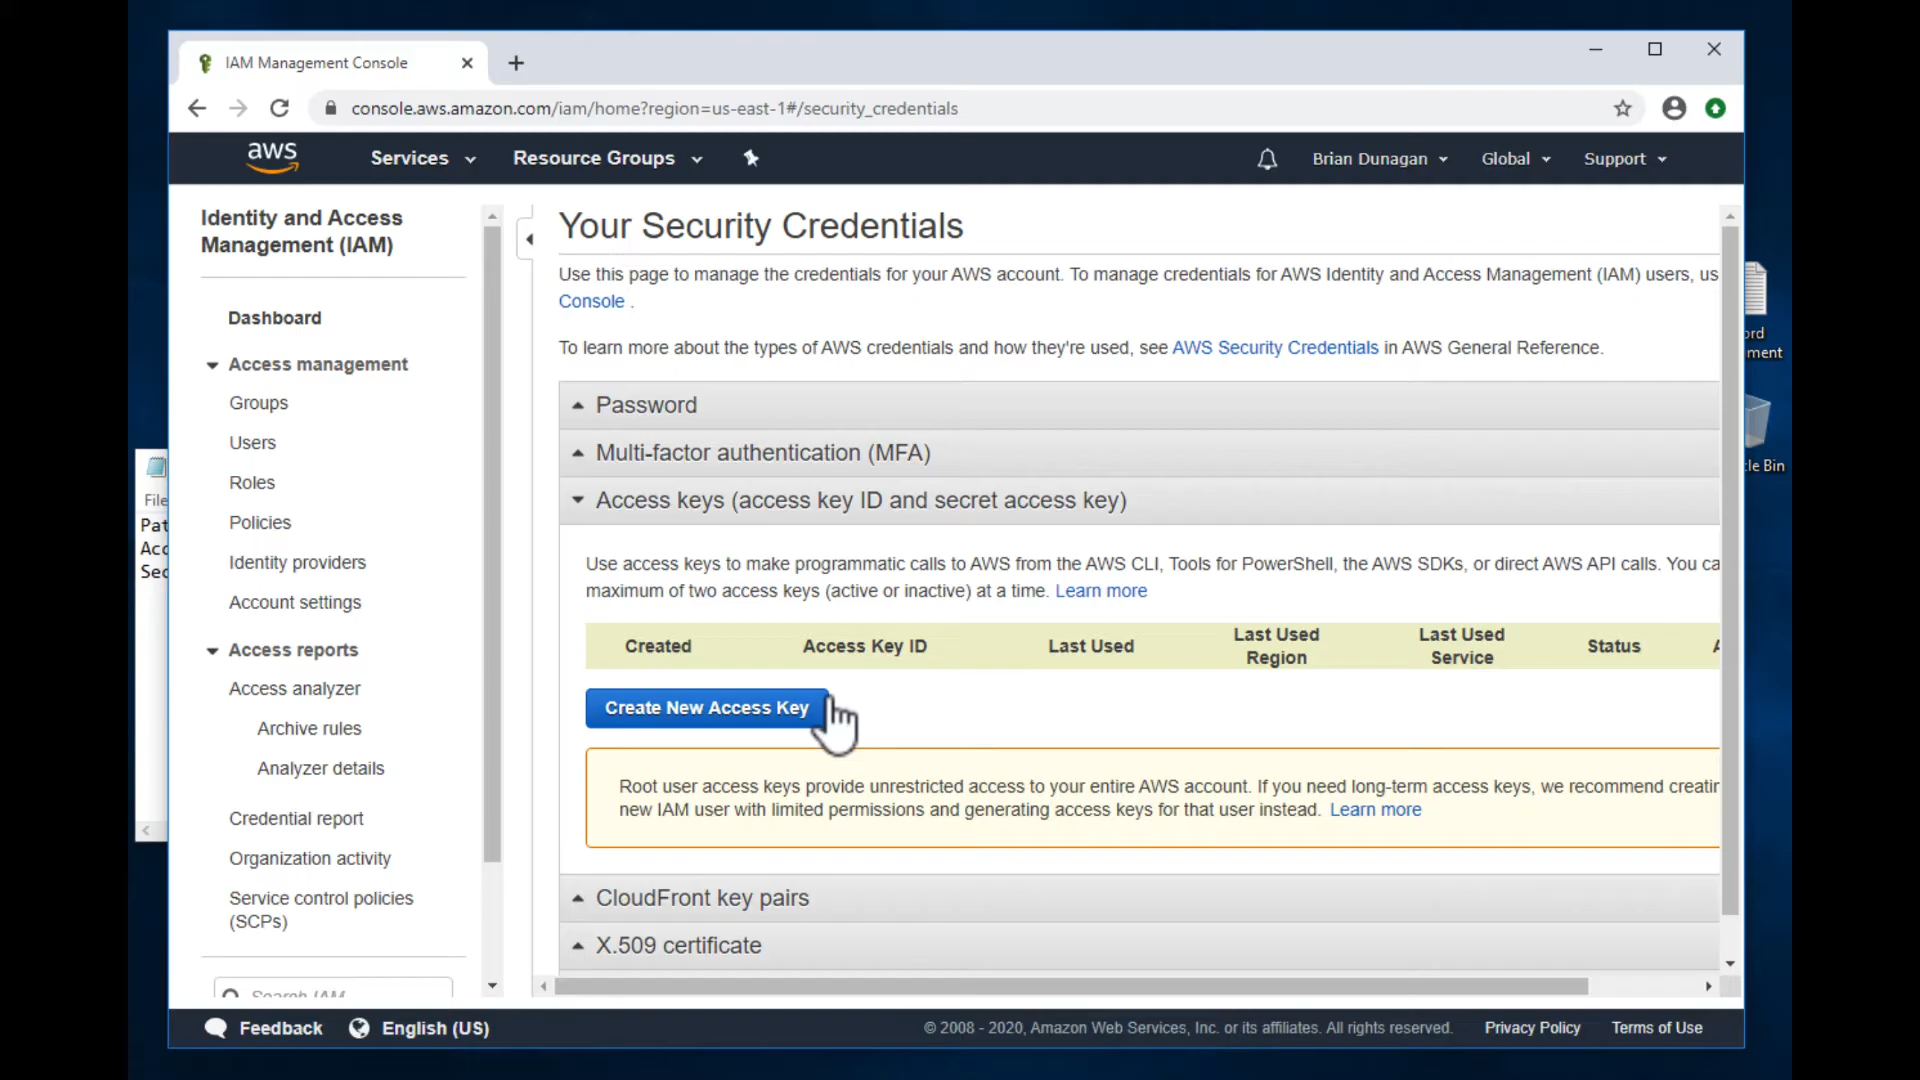 IAM Management Console
console.aws.amazon.com/iam/home?region=us-east-1#/security_credentials
aws
Services
Resource Groups
Brian Dunagan
Global
Support
Identity and Access
Management (IAM)
Dashboard
Access management
Groups
Users
Roles
Policies
Identity providers
Account settings
Access reports
Access analyzer
Archive rules
Analyzer details
Credential report
Organization activity
Service control policies
(SCPs)
Search IAM
Your Security Credentials
Use this page to manage the credentials for your AWS account. To manage credentials for AWS Identity and Access Management (IAM) users, us
Console .
To learn more about the types of AWS credentials and how they're used, see AWS Security Credentials in AWS General Reference.
Password
Multi-factor authentication (MFA)
Access keys (access key ID and secret access key)
Use access keys to make programmatic calls to AWS from the AWS CLI, Tools for PowerShell, the AWS SDKs, or direct AWS API calls. You ca
maximum of two access keys (active or inactive) at a time. Learn more
Created
Access Key ID
Last Used
Last Used
Region
Last Used
Service
Status
Create New Access Key
Root user access keys provide unrestricted access to your entire AWS account. If you need long-term access keys, we recommend creatin
new IAM user with limited permissions and generating access keys for that user instead. Learn more
CloudFront key pairs
X.509 certificate
Feedback
English (US)
© 2008 - 2020, Amazon Web Services, Inc. or its affiliates. All rights reserved.
Privacy Policy
Terms of Use
File
Pat
Acc
Sec
ord
ment
cle Bin